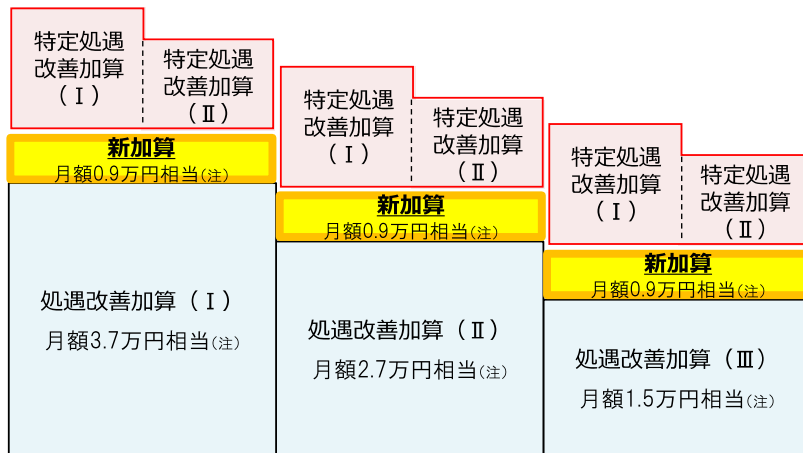 特定処遇
改善加算
（Ⅰ）
特定処遇
改善加算
（Ⅱ）
新加算
月額0.9万円相当(注)
処遇改善加算（Ⅰ）
月額3.7万円相当(注)
特定処遇
改善加算
（Ⅰ）
特定処遇
改善加算
（Ⅱ）
新加算
月額0.9万円相当(注)
処遇改善加算（Ⅱ）
月額2.7万円相当(注)
特定処遇
改善加算
（Ⅰ）
特定処遇
改善加算
（Ⅱ）
新加算
月額0.9万円相当(注)
処遇改善加算（Ⅲ）
月額1.5万円相当(注)